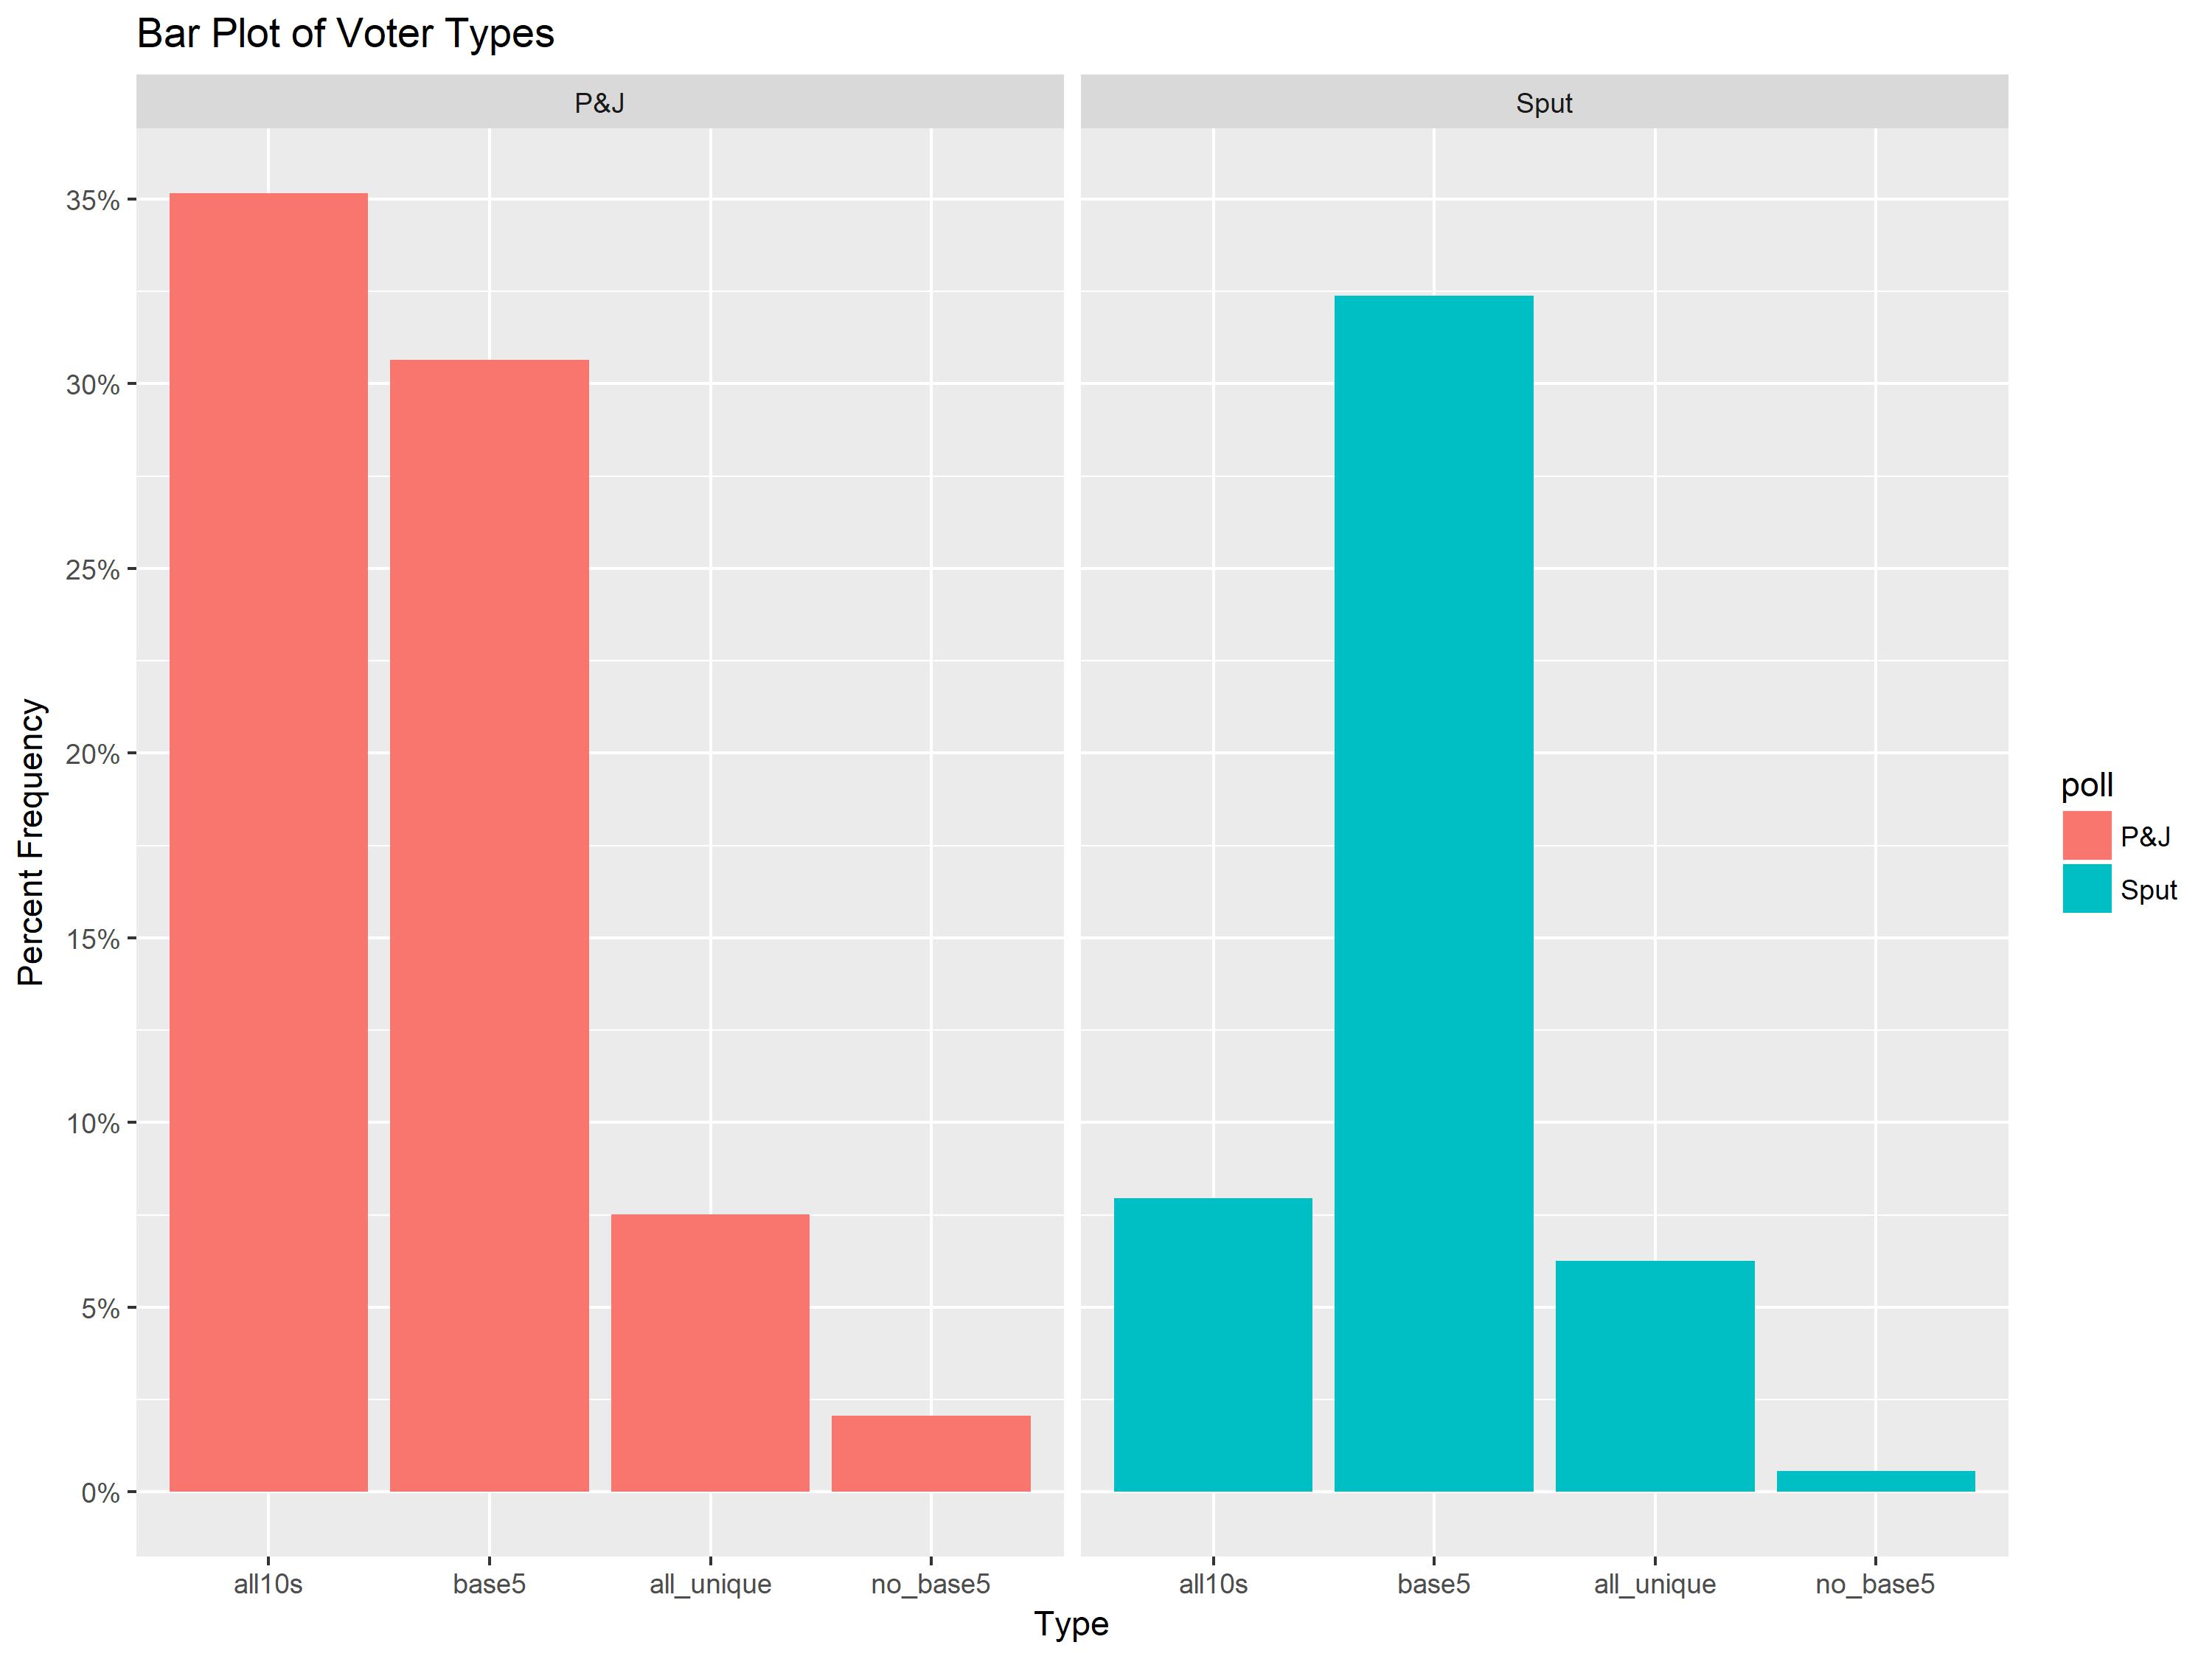 Bar Plot of Voter Types
P&J
Sput
Percent Frequency
35%
30%
25%
20%
15%
10%
5%
0%
all10s
base5
all_unique
no_base5
all10s
base5
all_unique
no_base5
Type
poll
P&J
Sput